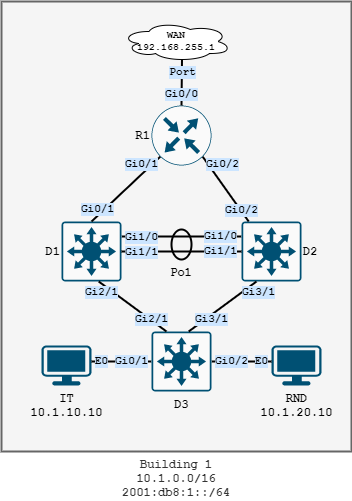 WAN
192.168.255.1
Port
Gi0/0
R1
Gi0/1 Gi0/2
Gi0/1 Gi0/2
Gi1/0 Gi1/0
D1 Gi1/1 Gi1/1 D2
Po1
Gi2/1 Gi3/1
Gi2/1 Gi3/1
E0 Gi0/1 Gi0/2 E0
IT D3 RND
10.1.10.10 10.1.20.10
Building 1
10.1.0.0/16
2001:db8:1::/64